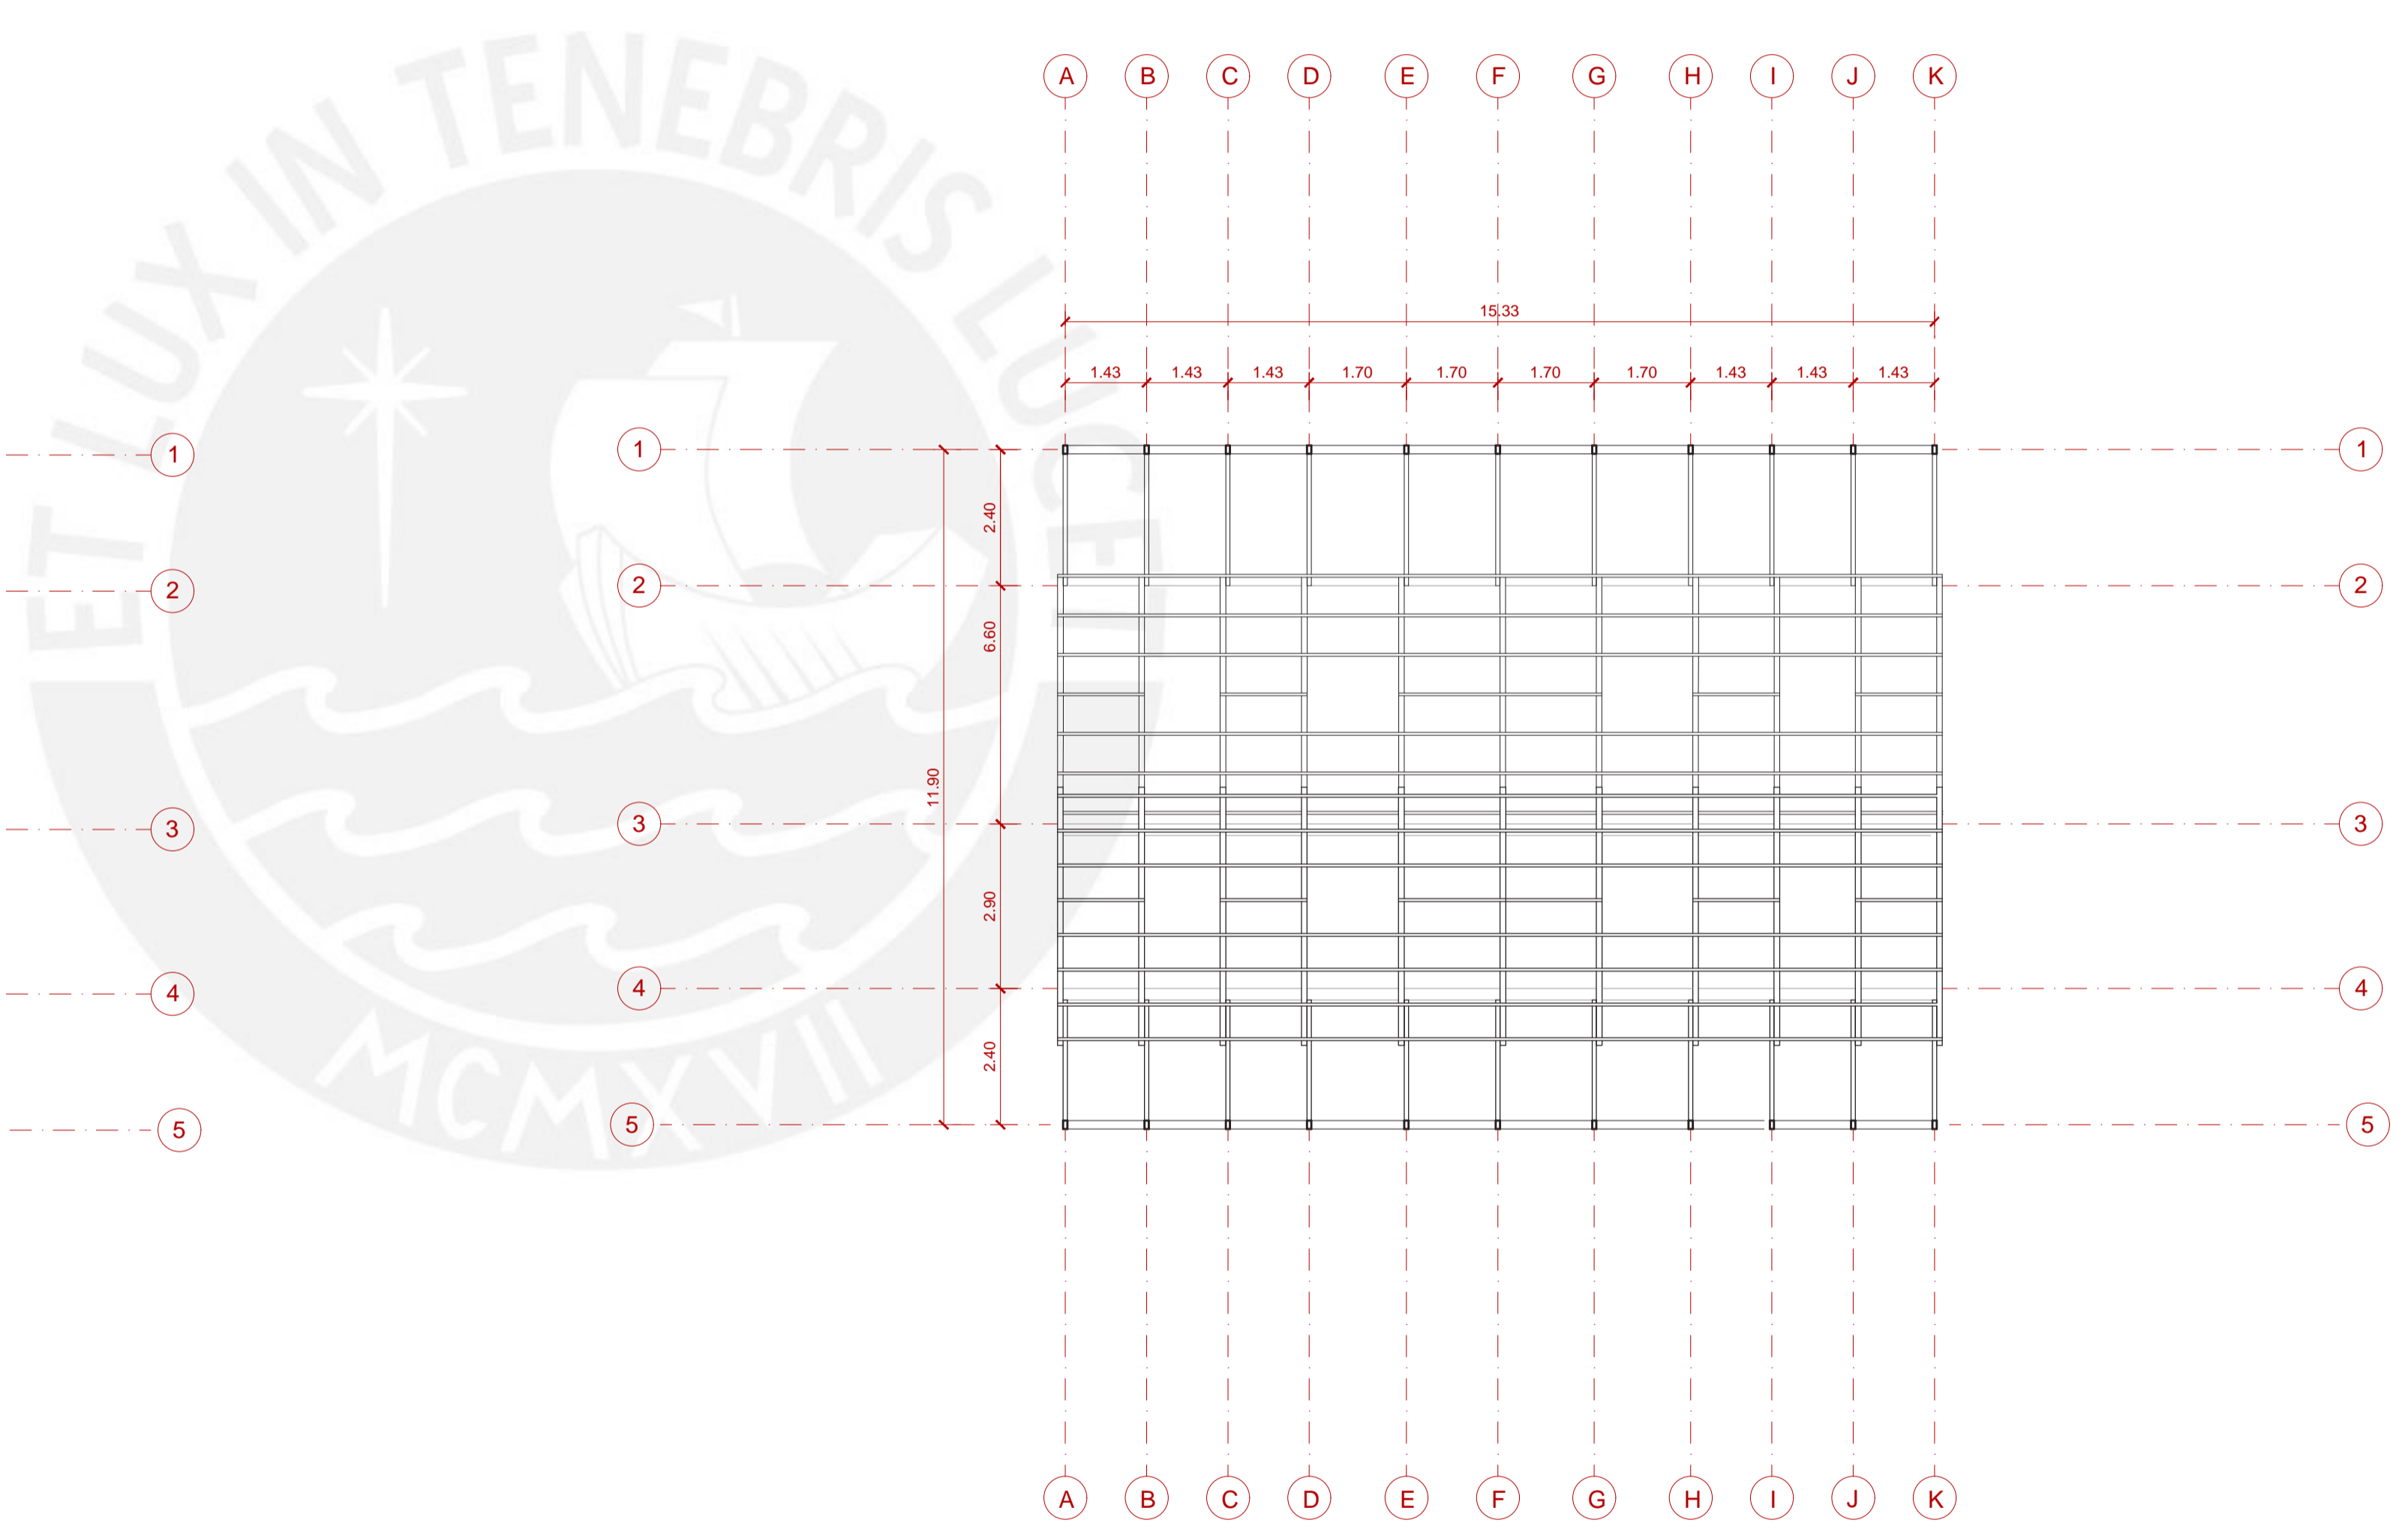 A B C D E F G H I J K
ET LUX IN TENEBRIS LUCET
15.33
1.43 1.43 1.43 1.70 1.70 1.70 1.70 1.43 1.43 1.43
1 1 1
2.40
2 2 2
6.60
11.90
3 3 3
2.90
4 4 4
2.40
MCMXVII
5 5 5
A B C D E F G H I J K